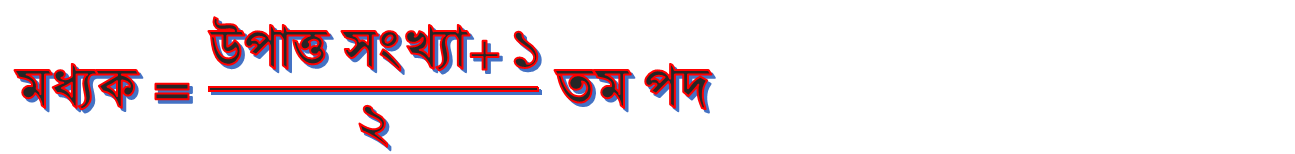 মধ্যক = উপাত্ত সংখ্যা+ ১ / ২ তম পদ